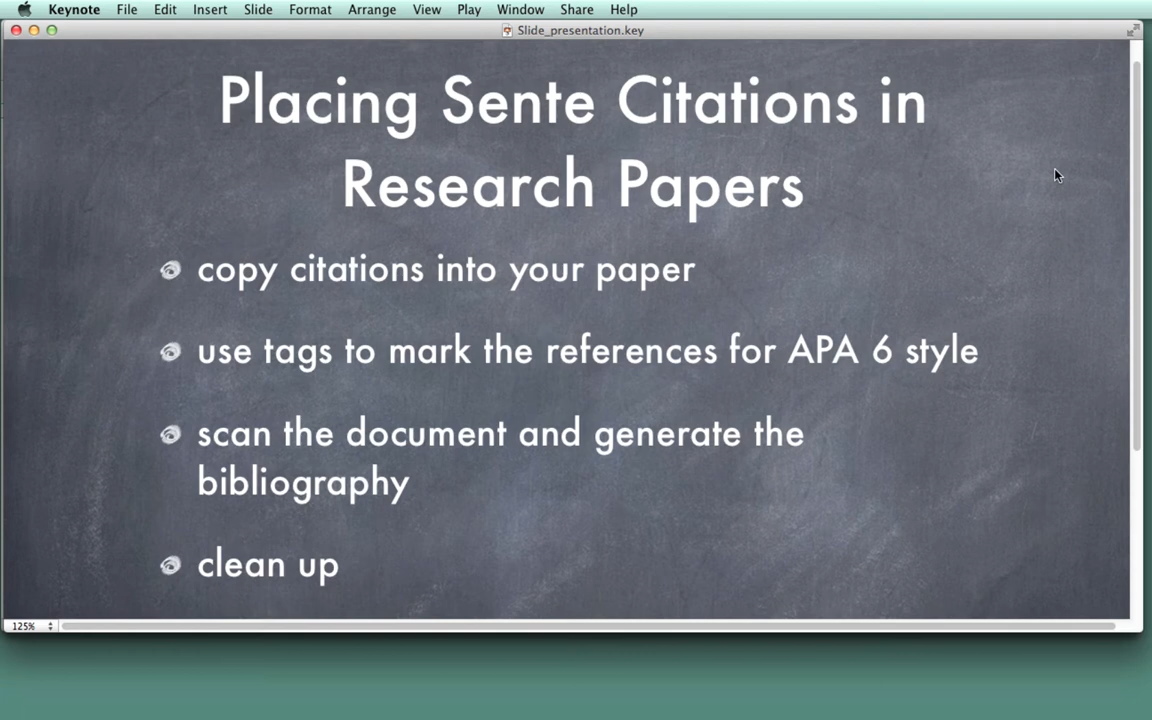 Keynote File Edit Insert Slide Format Arrange View Play Window Share Help
Slide_presentation.key
Placing Sente Citations in
Research Papers
copy citations into your paper
use tags to mark the references for APA 6 style
scan the document and generate the
bibliography
clean up
125%